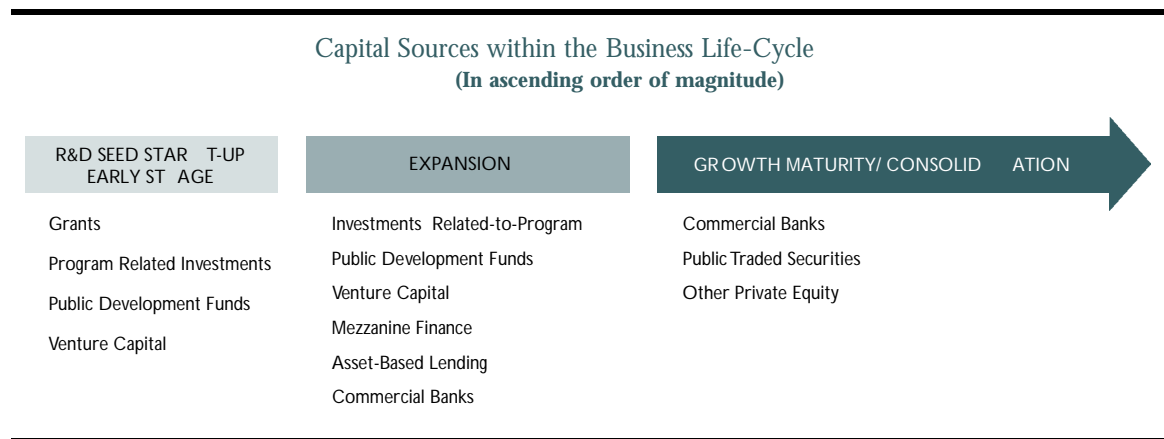 Capital Sources within the Business Life-Cycle
(In ascending order of magnitude)
R&D SEED STAR T-UP
EARLY ST AGE
Grants
Program Related Investments
Public Development Funds
Venture Capital
EXPANSION
Investments Related-to-Program
Public Development Funds
Venture Capital
Mezzanine Finance
Asset-Based Lending
Commercial Banks
GROWTH MATURITY/ CONSOLID ATION
Commercial Banks
Public Traded Securities
Other Private Equity